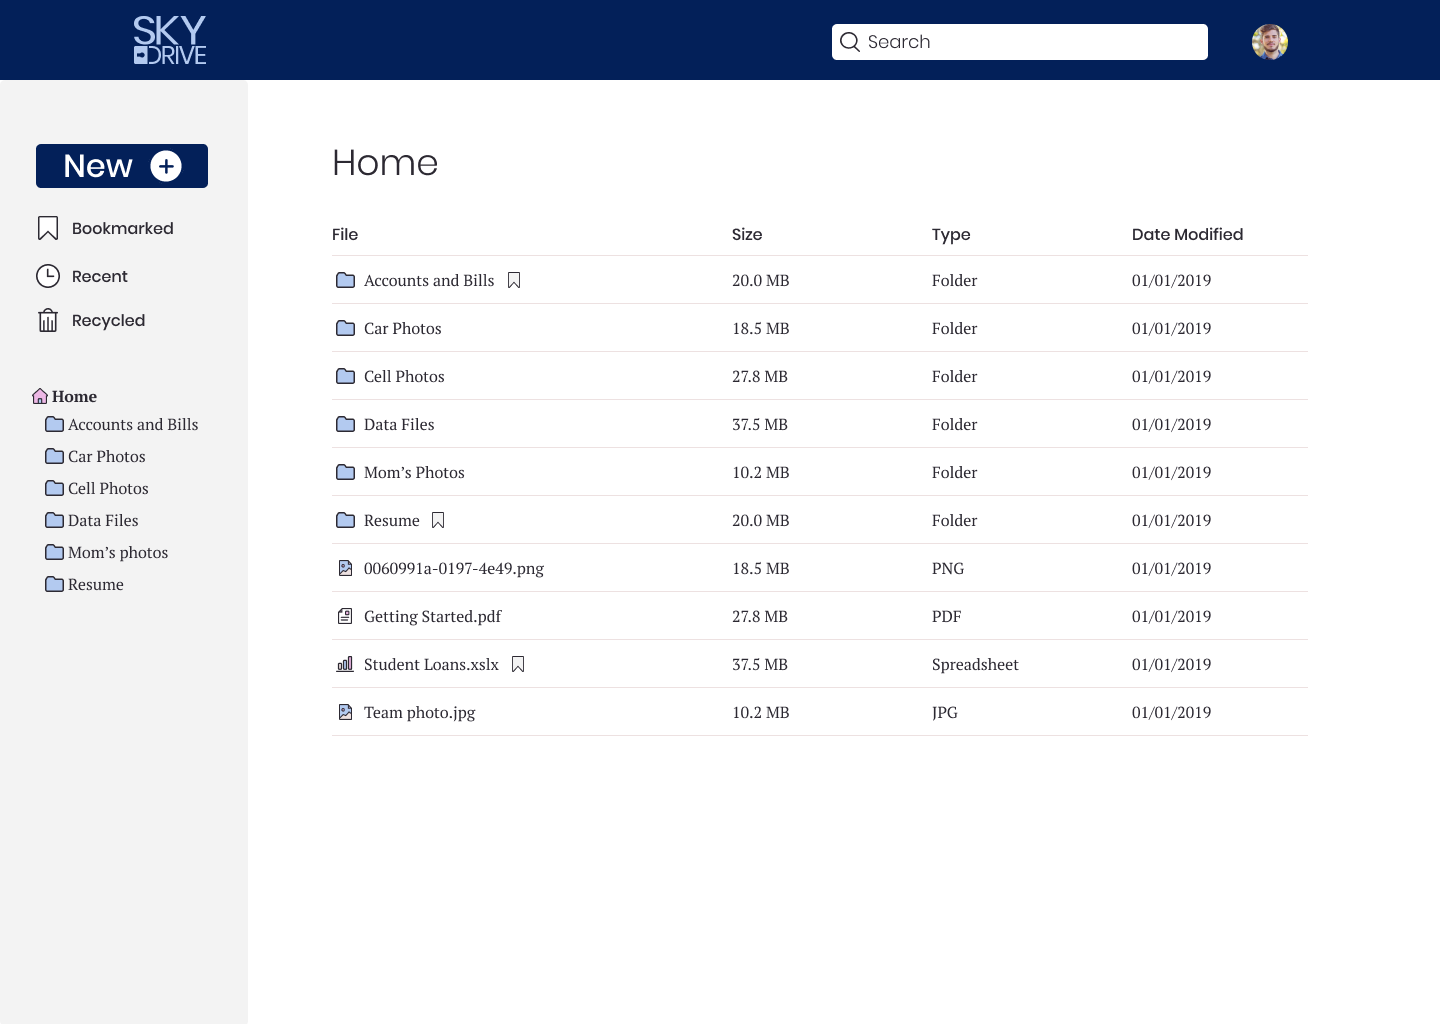 SKY
DRIVE
Search
New
Bookmarked
Recent
Recycled
Home
Accounts and Bills
Car Photos
Cell Photos
Data Files
Mom’s photos
Resume
Home
File Size Type Date Modified
Accounts and Bills 20.0 MB Folder 01/01/2019
Car Photos 18.5 MB Folder 01/01/2019
Cell Photos 27.8 MB Folder 01/01/2019
Data Files 37.5 MB Folder 01/01/2019
Mom’s Photos 10.2 MB Folder 01/01/2019
Resume 20.0 MB Folder 01/01/2019
0060991a-0197-4e49.png 18.5 MB PNG 01/01/2019
Getting Started.pdf 27.8 MB PDF 01/01/2019
Student Loans.xslx 37.5 MB Spreadsheet 01/01/2019
Team photo.jpg 10.2 MB JPG 01/01/2019